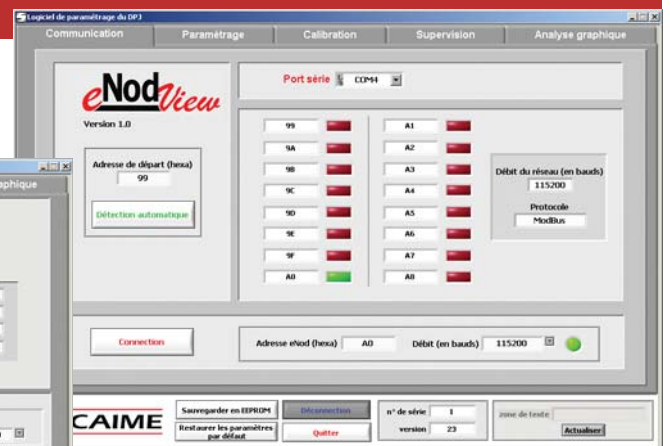 Logiciel de paramétrage du DPJ
Communication
Paramétrage
Calibration
Supervision
Analyse graphique
eNodView
Version 1.0
Adresse de départ (hexa)
99
Détection automatique
Port série COM4
99 A1
9A A2
9B A3
9C A4
9D A5
9E A6
9F A7
A0 A8
Débit du réseau (en bauds)
115200
Protocole
ModBus
aphique
Connection
Adresse eNod (hexa) A0 Débit (en bauds) 115200
CAIME
Sauvegarder en EEPROM
Restaurer les paramètres
par défaut
Déconnection
Quitter
n° de série 1
version 23
zone de texte
Actualiser